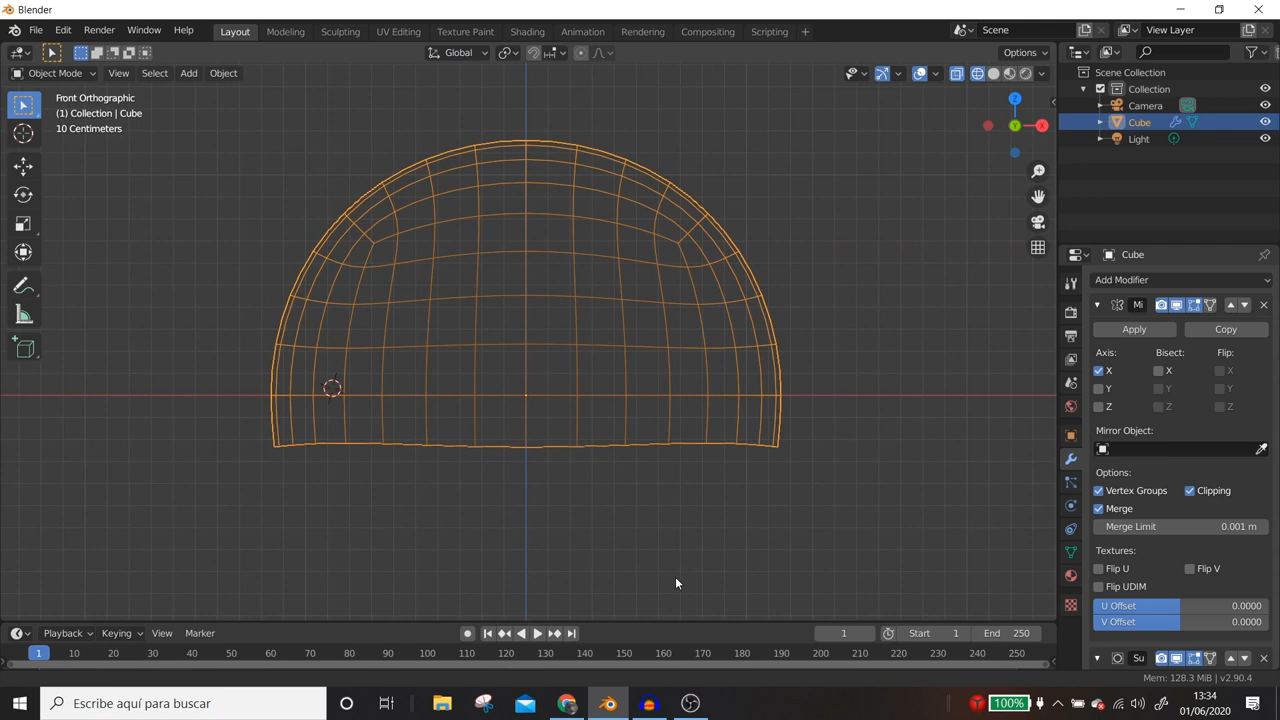 Blender
File Edit Render Window Help
Layout Modeling Sculpting UV Editing Texture Paint Shading Animation Rendering Compositing Scripting +
Scene
View Layer
Global
Options
Object Mode View Select Add Object
Front Orthographic
(1) Collection | Cube
10 Centimeters
Z
Y
X
Scene Collection
Collection
Camera
Cube
Light
Cube
Add Modifier
Mi
Apply Copy
Axis: Bisect: Flip:
X X X
Y Y Y
Z Z Z
Mirror Object:
Options:
Vertex Groups Clipping
Merge
Merge Limit 0.001 m
Textures:
Flip U Flip V
Flip UDIM
U Offset 0.0000
V Offset 0.0000
Su
Playback Keying View Marker
1 Start 1 End 250
1 10 20 30 40 50 60 70 80 90 100 110 120 130 140 150 160 170 180 190 200 210 220 230 240 250
Mem: 128.3 MiB | v2.90.4
Escribe aquí para buscar
100%
13:34
01/06/2020